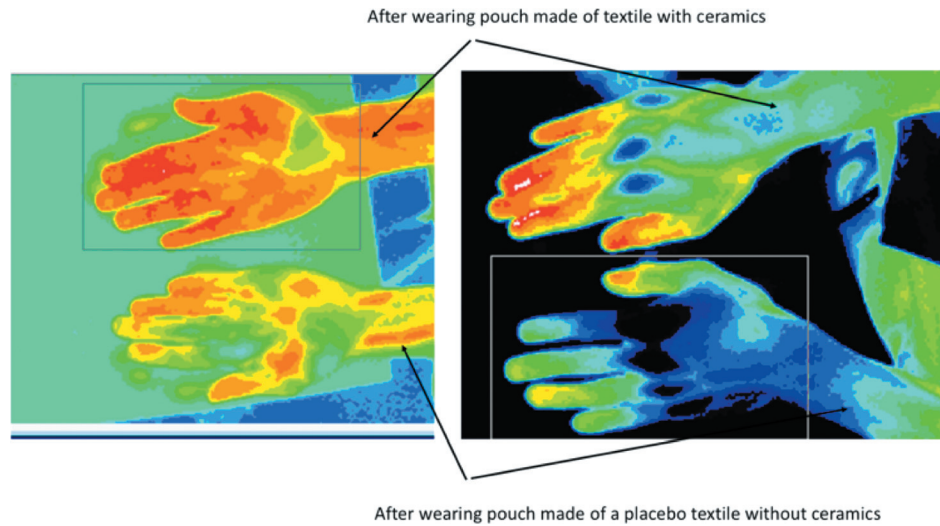 After wearing pouch made of textile with ceramics
After wearing pouch made of a placebo textile without ceramics